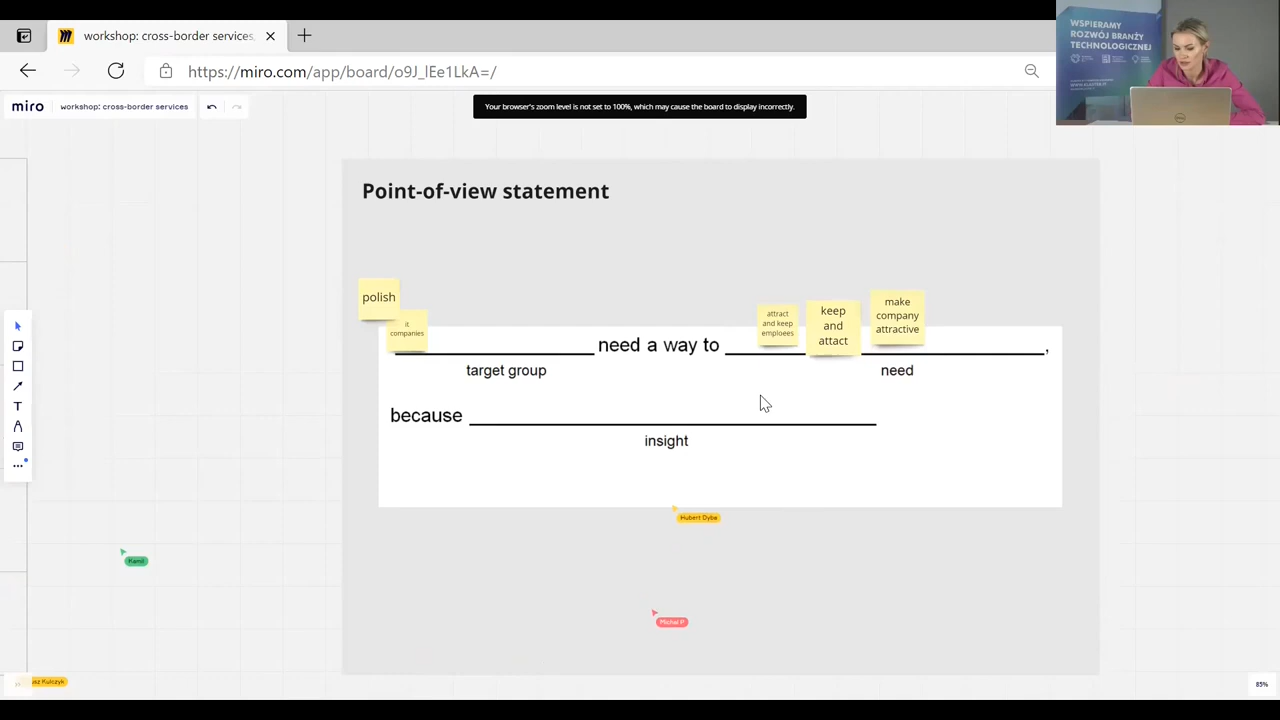 workshop: cross-border services,
https://miro.com/app/board/o9J_lEe1LkA=/
WSPIERAMY
ROZWÓJ BRANŻY
TECHNOLOGICZNEJ
miro
workshop: cross-border services
Your browser's zoom level is not set to 100%, which may cause the board to display incorrectly.
Point-of-view statement
polish
it
companies
attract
and keep
emploees
keep
and
attact
make
company
attractive
need a way to
,
target group
need
because
insight
Hubert Dyba
Kamil
Michał P
usz Kulczyk
85%